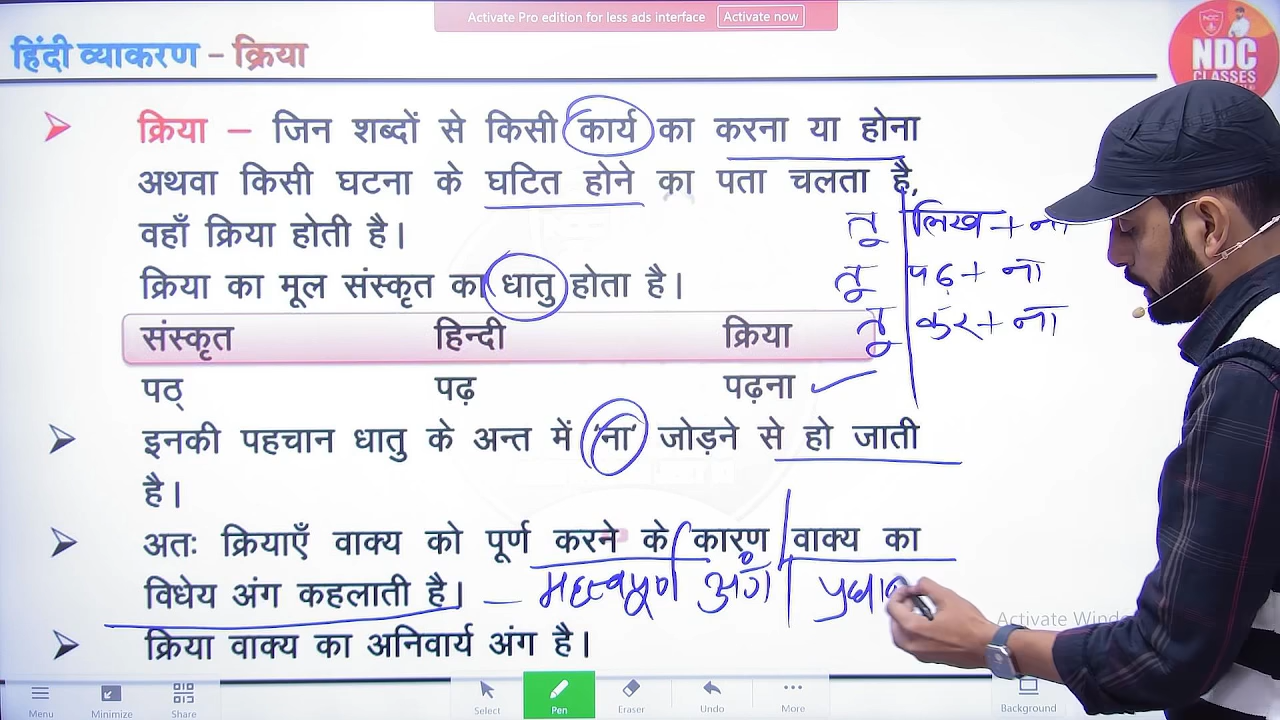 Activate Pro edition for less ads interface Activate now
हिंदी व्याकरण – क्रिया
NDC
CLASSES
क्रिया – जिन शब्दों से किसी कार्य का करना या होना
अथवा किसी घटना के घटित होने का पता चलता है,
वहाँ क्रिया होती है।
तू लिख + ना
क्रिया का मूल संस्कृत का धातु होता है।
तू पढ़ + ना
तू कर + ना
संस्कृत हिन्दी क्रिया
पठ् पढ़ पढ़ना
इनकी पहचान धातु के अन्त में 'ना' जोड़ने से हो जाती
है।
अतः क्रियाएँ वाक्य को पूर्ण करने के कारण वाक्य का
विधेय अंग कहलाती है। – महत्वपूर्ण अंग
क्रिया वाक्य का अनिवार्य अंग है।
Activate Windo
Menu Minimize Share Select Pen Eraser Undo More Background